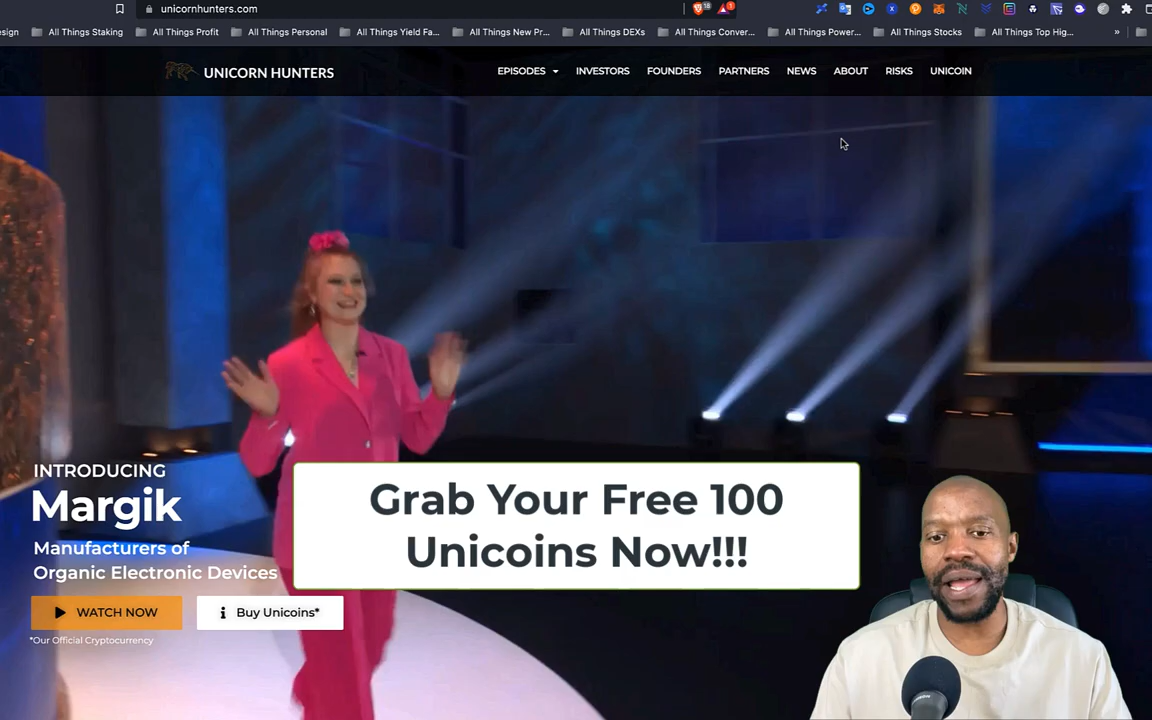 unicornhunters.com
18
1
sign
All Things Staking
All Things Profit
All Things Personal
All Things Yield Fa...
All Things New Pr...
All Things DEXs
All Things Conver...
All Things Power...
All Things Stocks
All Things Top Hig...
»
UNICORN HUNTERS
EPISODES
INVESTORS
FOUNDERS
PARTNERS
NEWS
ABOUT
RISKS
UNICOIN
INTRODUCING
Margik
Manufacturers of
Organic Electronic Devices
Grab Your Free 100
Unicoins Now!!!
WATCH NOW
Buy Unicoins*
*Our Official Cryptocurrency